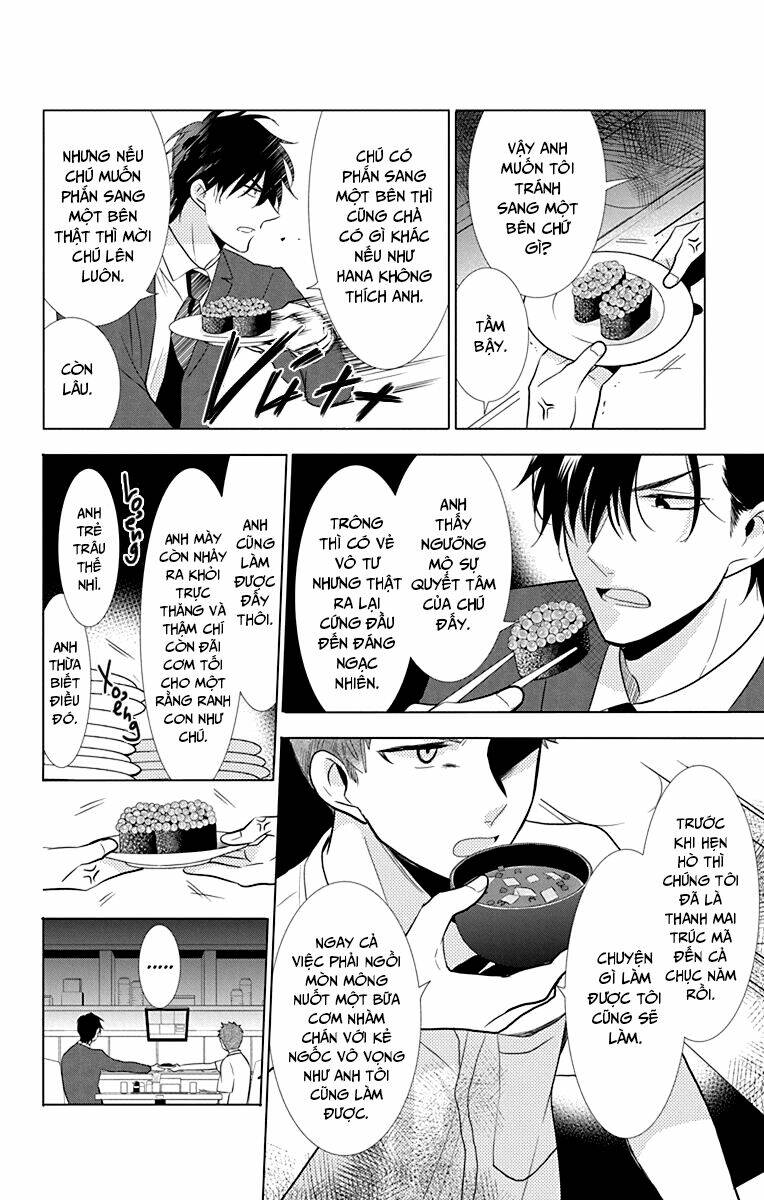 VẬY ANH
MUỐN TÔI
TRÁNH
SANG MỘT
BÊN CHỨ
GÌ?
TẦM
BẬY.
CHÚ CÓ
PHẮN SANG
MỘT BÊN THÌ
CŨNG CHẢ
CÓ GÌ KHÁC
NẾU NHƯ
HANA KHÔNG
THÍCH ANH.
NHƯNG NẾU
CHÚ MUỐN
PHẮN SANG
MỘT BÊN
THẬT THÌ MỜI
CHÚ LÊN
LUÔN.
CÒN
LÂU.
ANH
THẤY
NGƯỠNG
MỘ SỰ
QUYẾT TÂM
CỦA CHÚ
ĐẤY.
TRÔNG
THÌ CÓ VẺ
VÔ TƯ
NHƯNG THẬT
RA LẠI
CỨNG ĐẦU
ĐẾN ĐÁNG
NGẠC
NHIÊN.
ANH
CŨNG LÀM
ĐƯỢC
ĐẤY
THÔI.
ANH MÀY
CÒN NHẢY
RA KHỎI
TRỰC
THĂNG VÀ
THẬM CHÍ
CÒN ĐÃI
CƠM TỐI
CHO MỘT
RẰNG RANH
CON NHƯ
CHÚ.
ANH
TRẺ
TRÂU
THẾ
NHỈ.
ANH
THỪA
BIẾT
ĐIỀU
ĐÓ.
TRƯỚC
KHI HẸN
HÒ THÌ
CHÚNG TÔI
ĐÃ LÀ
THANH MAI
TRÚC MÃ
ĐẾN CẢ
CHỤC NĂM
RỒI.
CHUYỆN
GÌ LÀM
ĐƯỢC TÔI
CŨNG SẼ
LÀM.
NGAY CẢ
VIỆC PHẢI NGỒI
MÒN MÔNG
NUỐT MỘT BỮA
CƠM NHÀM
CHÁN VỚI KẺ
NGỐC VÔ VỌNG
NHƯ ANH TÔI
CŨNG LÀM
ĐƯỢC.
......